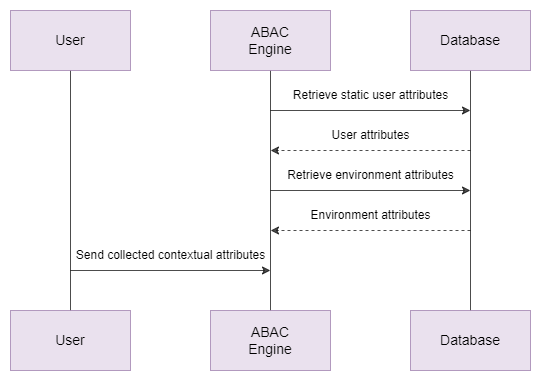 User
ABAC
Engine
Database
Retrieve static user attributes
User attributes
Retrieve environment attributes
Environment attributes
Send collected contextual attributes
User
ABAC
Engine
Database